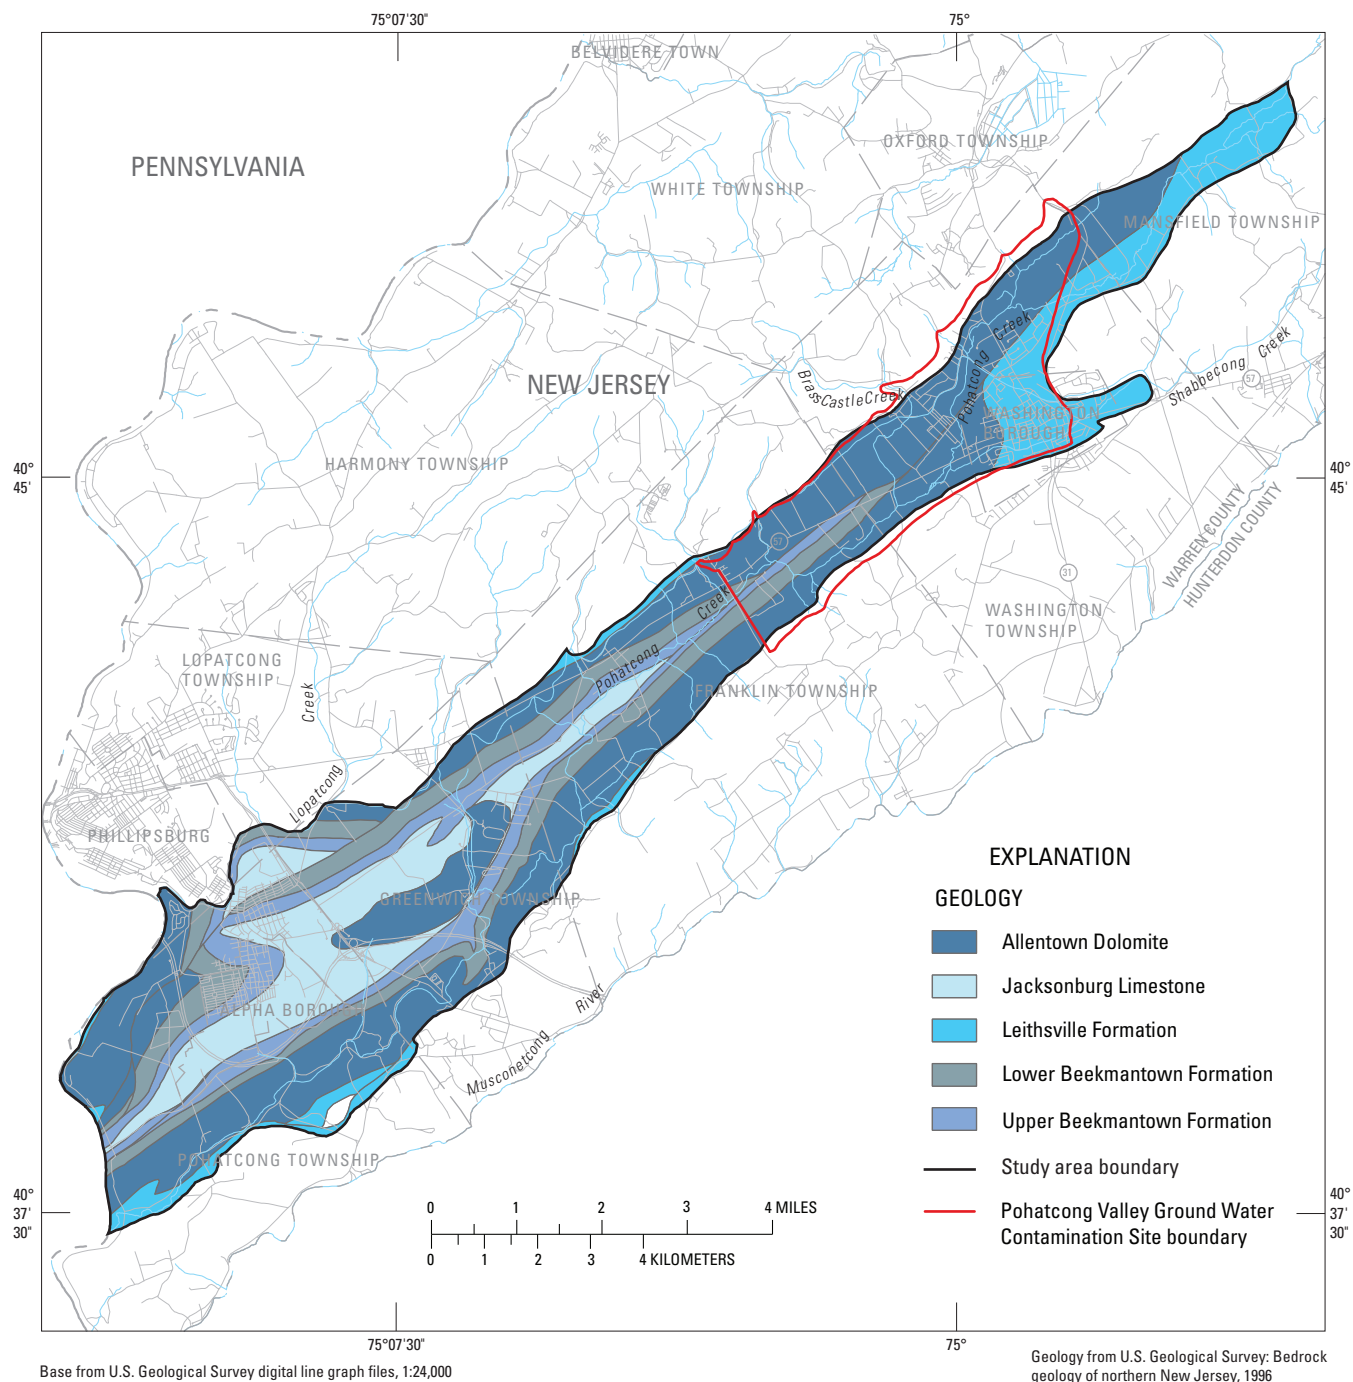 75°07'30"
75°
BELVIDERE TOWN
OXFORD TOWNSHIP
PENNSYLVANIA
WHITE TOWNSHIP
MANSFIELD TOWNSHIP
Pohatcong Creek
Shabbecong Creek
57
NEW JERSEY
Brass Castle Creek
WASHINGTON
BOROUGH
HARMONY TOWNSHIP
40°
45'
40°
45'
WARREN COUNTY
HUNTERDON COUNTY
57
31
WASHINGTON
TOWNSHIP
Pohatcong Creek
LOPATCONG
TOWNSHIP
FRANKLIN TOWNSHIP
Lopatcong Creek
PHILLIPSBURG
GREENWICH TOWNSHIP
ALPHA BOROUGH
Musconetcong River
POHATCONG TOWNSHIP
EXPLANATION
GEOLOGY
Allentown Dolomite
Jacksonburg Limestone
Leithsville Formation
Lower Beekmantown Formation
Upper Beekmantown Formation
Study area boundary
Pohatcong Valley Ground Water
Contamination Site boundary
40°
37'
30"
40°
37'
30"
0 1 2 3 4 MILES
0 1 2 3 4 KILOMETERS
75°07'30"
75°
Base from U.S. Geological Survey digital line graph files, 1:24,000
Geology from U.S. Geological Survey: Bedrock
geology of northern New Jersey, 1996